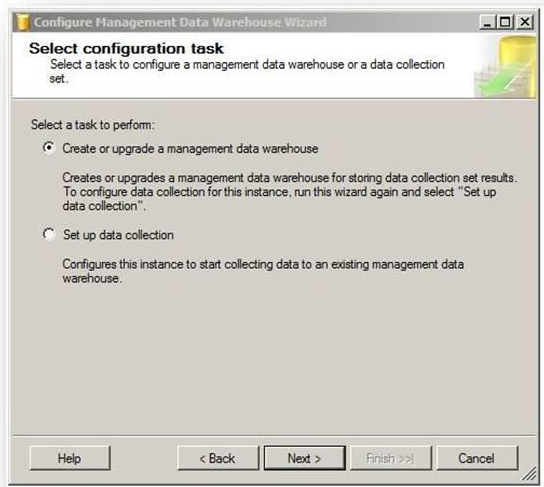 Configure Management Data Warehouse Wizard
Select configuration task
Select a task to configure a management data warehouse or a data collection
set.
Select a task to perform:
Create or upgrade a management data warehouse
Creates or upgrades a management data warehouse for storing data collection set results.
To configure data collection for this instance, run this wizard again and select "Set up
data collection".
Set up data collection
Configures this instance to start collecting data to an existing management data
warehouse.
Help
< Back
Next >
Finish >>|
Cancel